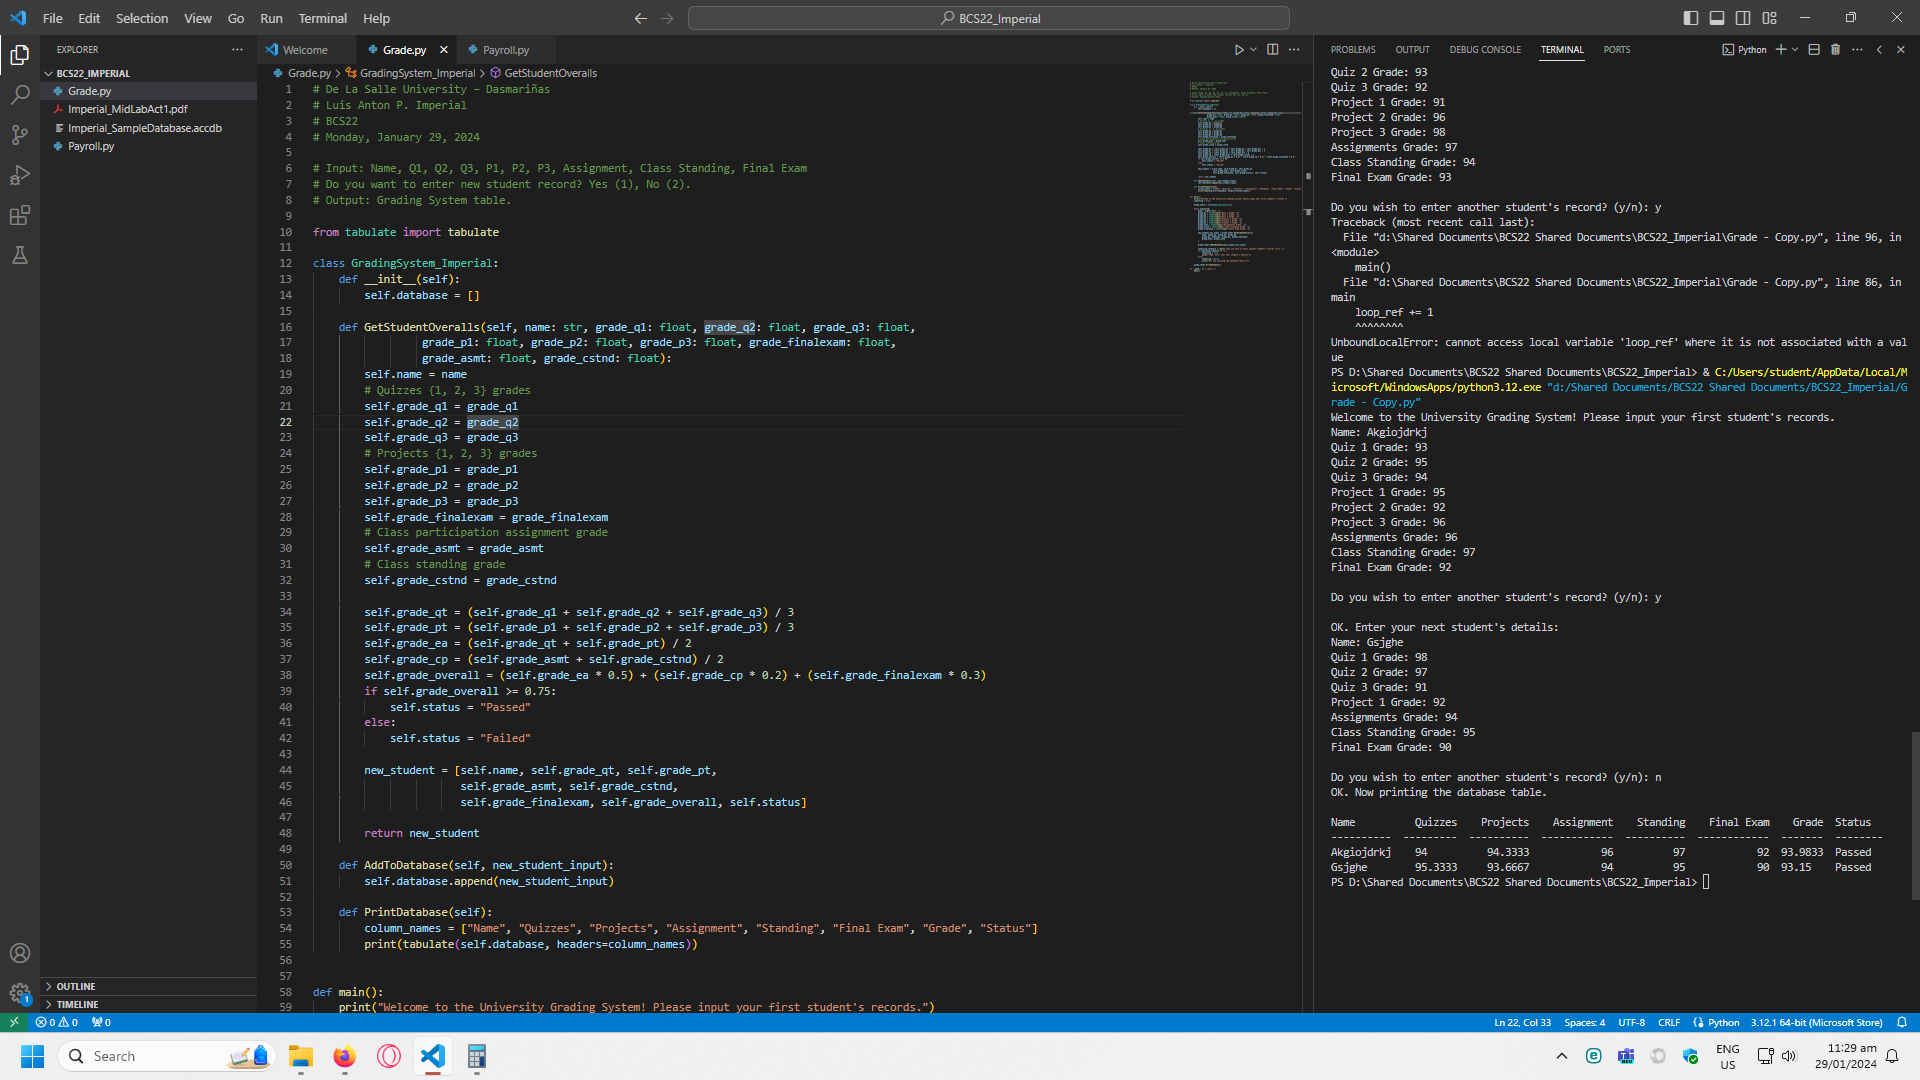 File Edit Selection View Go Run Terminal Help
BCS22_Imperial
EXPLORER
BCS22_IMPERIAL
Grade.py
Imperial_MidLabAct1.pdf
Imperial_SampleDatabase.accdb
Payroll.py
OUTLINE
TIMELINE
Welcome Grade.py Payroll.py
Grade.py > GradingSystem_Imperial > GetStudentOveralls
1 # De La Salle University – Dasmariñas
2 # Luis Anton P. Imperial
3 # BCS22
4 # Monday, January 29, 2024
5
6 # Input: Name, Q1, Q2, Q3, P1, P2, P3, Assignment, Class Standing, Final Exam
7 # Do you want to enter new student record? Yes (1), No (2).
8 # Output: Grading System table.
9
10 from tabulate import tabulate
11
12 class GradingSystem_Imperial:
13 def __init__(self):
14 self.database = []
15
16 def GetStudentOveralls(self, name: str, grade_q1: float, grade_q2: float, grade_q3: float,
17 grade_p1: float, grade_p2: float, grade_p3: float, grade_finalexam: float,
18 grade_asmt: float, grade_cstnd: float):
19 self.name = name
20 # Quizzes {1, 2, 3} grades
21 self.grade_q1 = grade_q1
22 self.grade_q2 = grade_q2
23 self.grade_q3 = grade_q3
24 # Projects {1, 2, 3} grades
25 self.grade_p1 = grade_p1
26 self.grade_p2 = grade_p2
27 self.grade_p3 = grade_p3
28 self.grade_finalexam = grade_finalexam
29 # Class participation assignment grade
30 self.grade_asmt = grade_asmt
31 # Class standing grade
32 self.grade_cstnd = grade_cstnd
33
34 self.grade_qt = (self.grade_q1 + self.grade_q2 + self.grade_q3) / 3
35 self.grade_pt = (self.grade_p1 + self.grade_p2 + self.grade_p3) / 3
36 self.grade_ea = (self.grade_qt + self.grade_pt) / 2
37 self.grade_cp = (self.grade_asmt + self.grade_cstnd) / 2
38 self.grade_overall = (self.grade_ea * 0.5) + (self.grade_cp * 0.2) + (self.grade_finalexam * 0.3)
39 if self.grade_overall >= 0.75:
40 self.status = "Passed"
41 else:
42 self.status = "Failed"
43
44 new_student = [self.name, self.grade_qt, self.grade_pt,
45 self.grade_asmt, self.grade_cstnd,
46 self.grade_finalexam, self.grade_overall, self.status]
47
48 return new_student
49
50 def AddToDatabase(self, new_student_input):
51 self.database.append(new_student_input)
52
53 def PrintDatabase(self):
54 column_names = ["Name", "Quizzes", "Projects", "Assignment", "Standing", "Final Exam", "Grade", "Status"]
55 print(tabulate(self.database, headers=column_names))
56
57
58 def main():
59 print("Welcome to the University Grading System! Please input your first student's records.")
PROBLEMS OUTPUT DEBUG CONSOLE TERMINAL PORTS Python
Quiz 2 Grade: 93
Quiz 3 Grade: 92
Project 1 Grade: 91
Project 2 Grade: 96
Project 3 Grade: 98
Assignments Grade: 97
Class Standing Grade: 94
Final Exam Grade: 93
Do you wish to enter another student's record? (y/n): y
Traceback (most recent call last):
File "d:\Shared Documents\BCS22 Shared Documents\BCS22_Imperial\Grade - Copy.py", line 96, in
<module>
main()
File "d:\Shared Documents\BCS22 Shared Documents\BCS22_Imperial\Grade - Copy.py", line 86, in
main
loop_ref += 1
^^^^^^^^
UnboundLocalError: cannot access local variable 'loop_ref' where it is not associated with a val
ue
PS D:\Shared Documents\BCS22 Shared Documents\BCS22_Imperial> & C:/Users/student/AppData/Local/M
icrosoft/WindowsApps/python3.12.exe "d:/Shared Documents/BCS22 Shared Documents/BCS22_Imperial/G
rade - Copy.py"
Welcome to the University Grading System! Please input your first student's records.
Name: Akgiojdrkj
Quiz 1 Grade: 93
Quiz 2 Grade: 95
Quiz 3 Grade: 94
Project 1 Grade: 95
Project 2 Grade: 92
Project 3 Grade: 96
Assignments Grade: 96
Class Standing Grade: 97
Final Exam Grade: 92
Do you wish to enter another student's record? (y/n): y
OK. Enter your next student's details:
Name: Gsjghe
Quiz 1 Grade: 98
Quiz 2 Grade: 97
Quiz 3 Grade: 91
Project 1 Grade: 92
Assignments Grade: 94
Class Standing Grade: 95
Final Exam Grade: 90
Do you wish to enter another student's record? (y/n): n
OK. Now printing the database table.
Name Quizzes Projects Assignment Standing Final Exam Grade Status
---------- --------- ---------- ------------ ---------- ------------ ------- --------
Akgiojdrkj 94 94.3333 96 97 92 93.9833 Passed
Gsjghe 95.3333 93.6667 94 95 90 93.15 Passed
PS D:\Shared Documents\BCS22 Shared Documents\BCS22_Imperial>
0 0 0
Ln 22, Col 33 Spaces: 4 UTF-8 CRLF Python 3.12.1 64-bit (Microsoft Store)
Search
ENG
US
11:29 am
29/01/2024